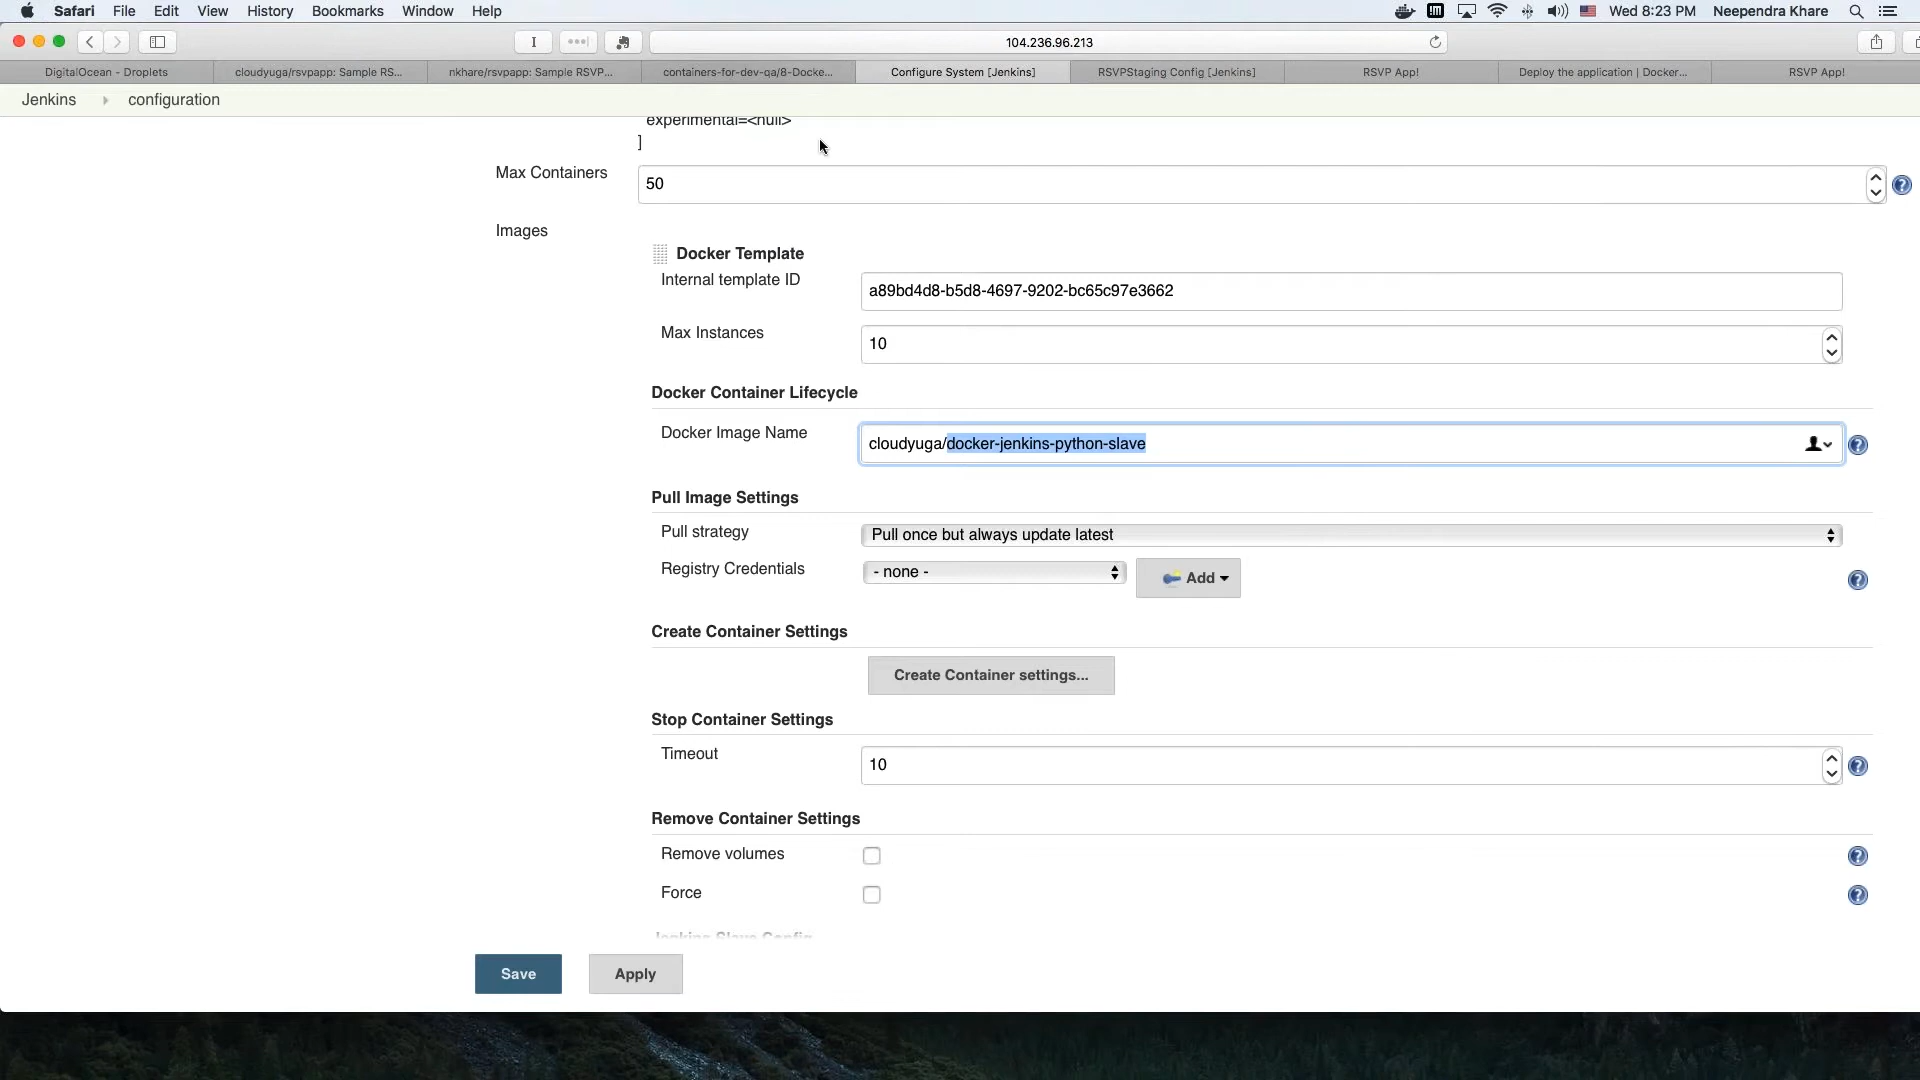 Safari File Edit View History Bookmarks Window Help Wed 8:23 PM Neependra Khare
104.236.96.213
DigitalOcean - Droplets cloudyuga/rsvpapp: Sample RS... nkhare/rsvpapp: Sample RSVP... containers-for-dev-qa/8-Docke... Configure System [Jenkins] RSVPStaging Config [Jenkins] RSVP App! Deploy the application | Docker... RSVP App!
Jenkins configuration
experimental=<null>
]
Max Containers 50
Images
Docker Template
Internal template ID a89bd4d8-b5d8-4697-9202-bc65c97e3662
Max Instances 10
Docker Container Lifecycle
Docker Image Name cloudyuga/docker-jenkins-python-slave
Pull Image Settings
Pull strategy Pull once but always update latest
Registry Credentials - none - Add
Create Container Settings
Create Container settings...
Stop Container Settings
Timeout 10
Remove Container Settings
Remove volumes
Force
Jenkins Slave Config
Save Apply